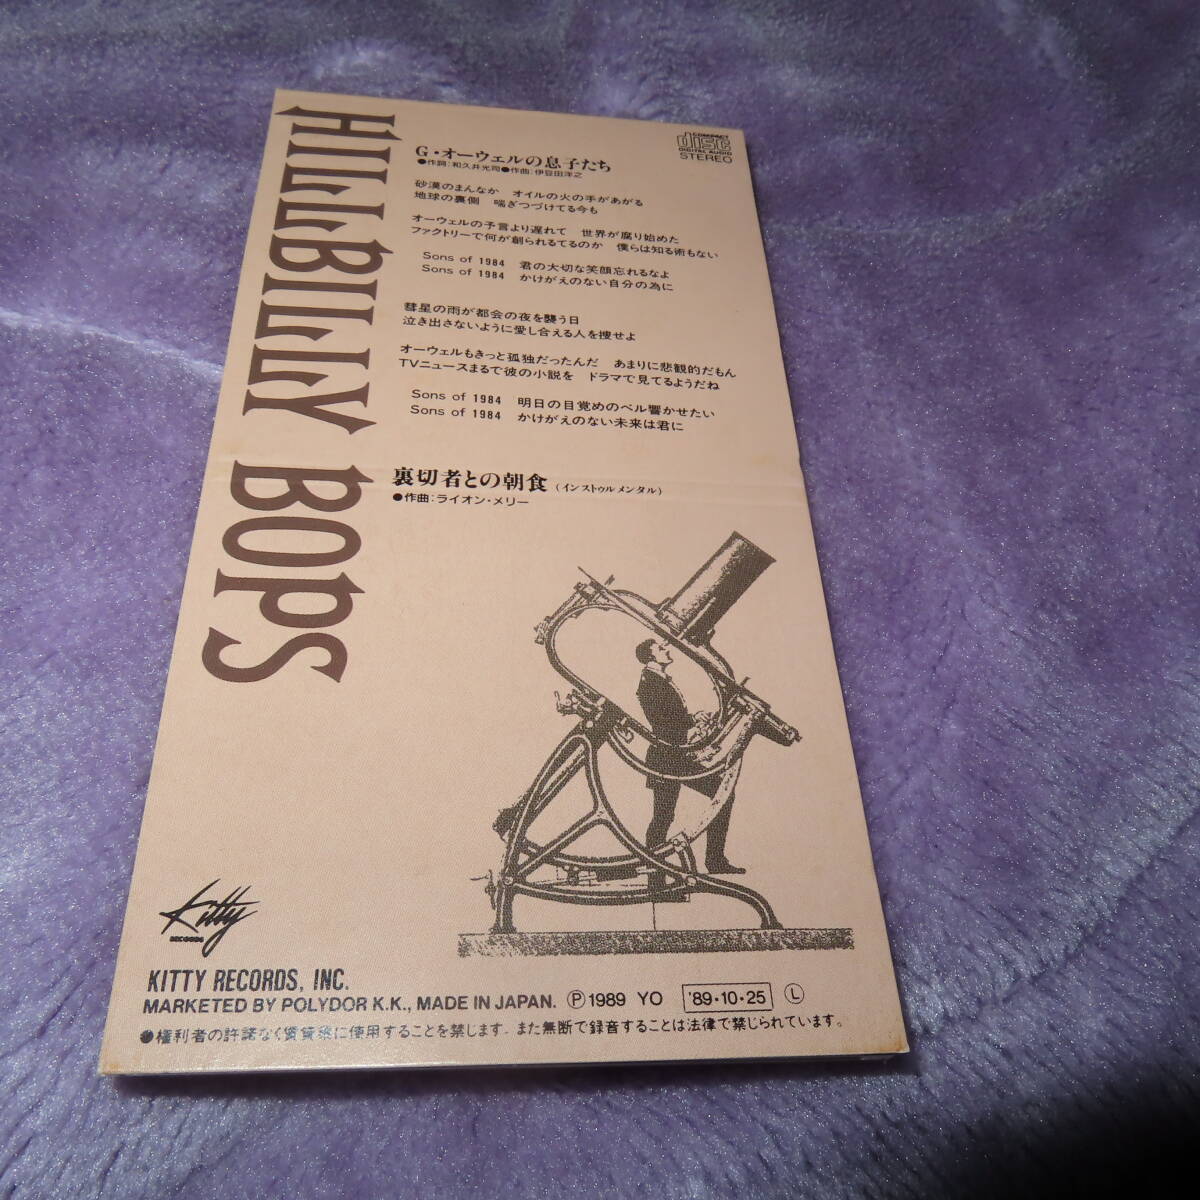 HILLBILLY BOPS
COMPACT
disc
DIGITAL AUDIO
STEREO
G・オーウェルの息子たち
●作詞:和久井光司●作曲:伊豆田洋之
砂漠のまんなか　オイルの火の手があがる
地球の裏側　喘ぎつづけてる今も
オーウェルの予言より遅れて　世界が腐り始めた
ファクトリーで何が創られるてるのか　僕らは知る術もない
Sons of 1984　君の大切な笑顔忘れるなよ
Sons of 1984　かけがえのない自分の為に
彗星の雨が都会の夜を襲う日
泣き出さないように愛し合える人を捜せよ
オーウェルもきっと孤独だったんだ　あまりに悲観的だもん
TVニュースまるで彼の小説を　ドラマで見てるようだね
Sons of 1984　明日の目覚めのベル響かせたい
Sons of 1984　かけがえのない未来は君に
裏切者との朝食(インストゥルメンタル)
●作曲:ライオン・メリー
Kitty
RECORDS
KITTY RECORDS, INC.
MARKETED BY POLYDOR K.K., MADE IN JAPAN. Ⓟ1989 YO '89・10・25 Ⓛ
●権利者の許諾なく賃貸業に使用することを禁じます。また無断で録音することは法律で禁じられています。